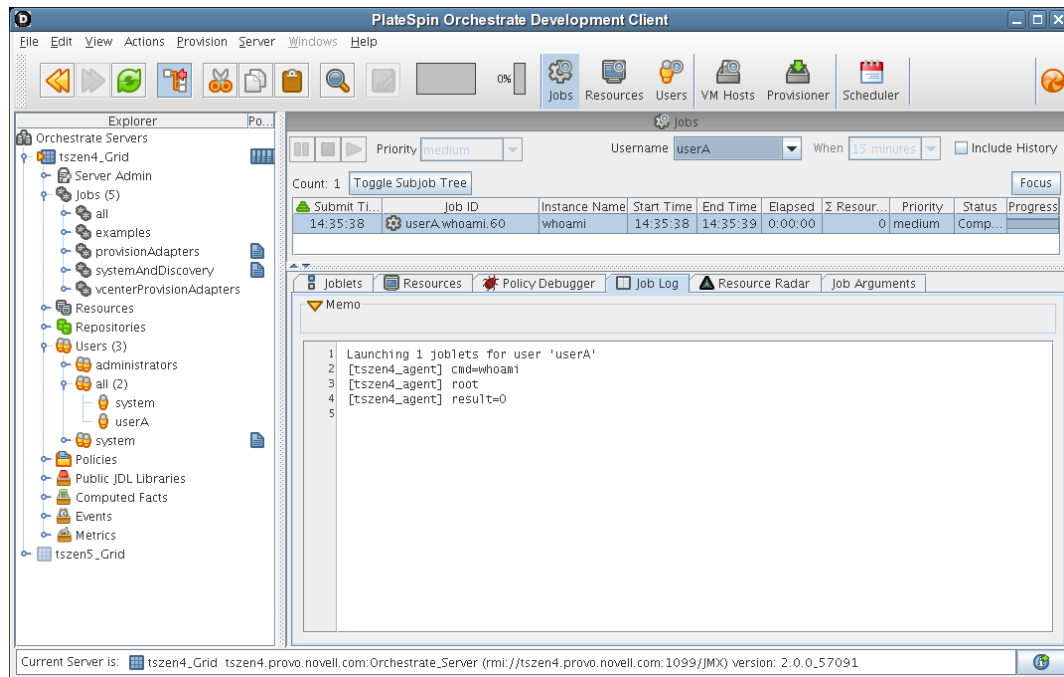 PlateSpin Orchestrate Development Client
File Edit View Actions Provision Server Windows Help
0%
Jobs Resources Users VM Hosts Provisioner Scheduler
Explorer Po...
Orchestrate Servers
tszen4_Grid
Server Admin
Jobs (5)
all
examples
provisionAdapters
systemAndDiscovery
vcenterProvisionAdapters
Resources
Repositories
Users (3)
administrators
all (2)
system
userA
system
Policies
Public JDL Libraries
Computed Facts
Events
Metrics
tszen5_Grid
Jobs
Priority medium Username userA When 15 minutes Include History
Count: 1 Toggle Subjob Tree Focus
Submit Ti... Job ID Instance Name Start Time End Time Elapsed Σ Resour... Priority Status Progress
14:35:38 userA.whoami.60 whoami 14:35:38 14:35:39 0:00:00 0 medium Comp...
Joblets Resources Policy Debugger Job Log Resource Radar Job Arguments
Memo
1 Launching 1 joblets for user 'userA'
2 [tszen4_agent] cmd=whoami
3 [tszen4_agent] root
4 [tszen4_agent] result=0
5
Current Server is: tszen4_Grid tszen4.provo.novell.com:Orchestrate_Server (rmi://tszen4.provo.novell.com:1099/JMX) version: 2.0.0_57091